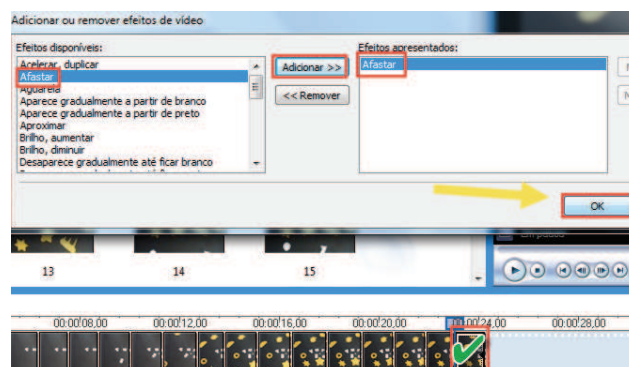 Adicionar ou remover efeitos de vídeo
Efeitos disponíveis:
Efeitos apresentados:
Acelerar, duplicar
Afastar
Aguarela
Aparece gradualmente a partir de branco
Aparece gradualmente a partir de preto
Aproximar
Brilho, aumentar
Brilho, diminuir
Desaparece gradualmente até ficar branco
Adicionar >>
<< Remover
Afastar
OK
13
14
15
00:00!08,00
00:00!12,00
00:00!16,00
00:00!20,00
00:00!24,00
00:00!28,00